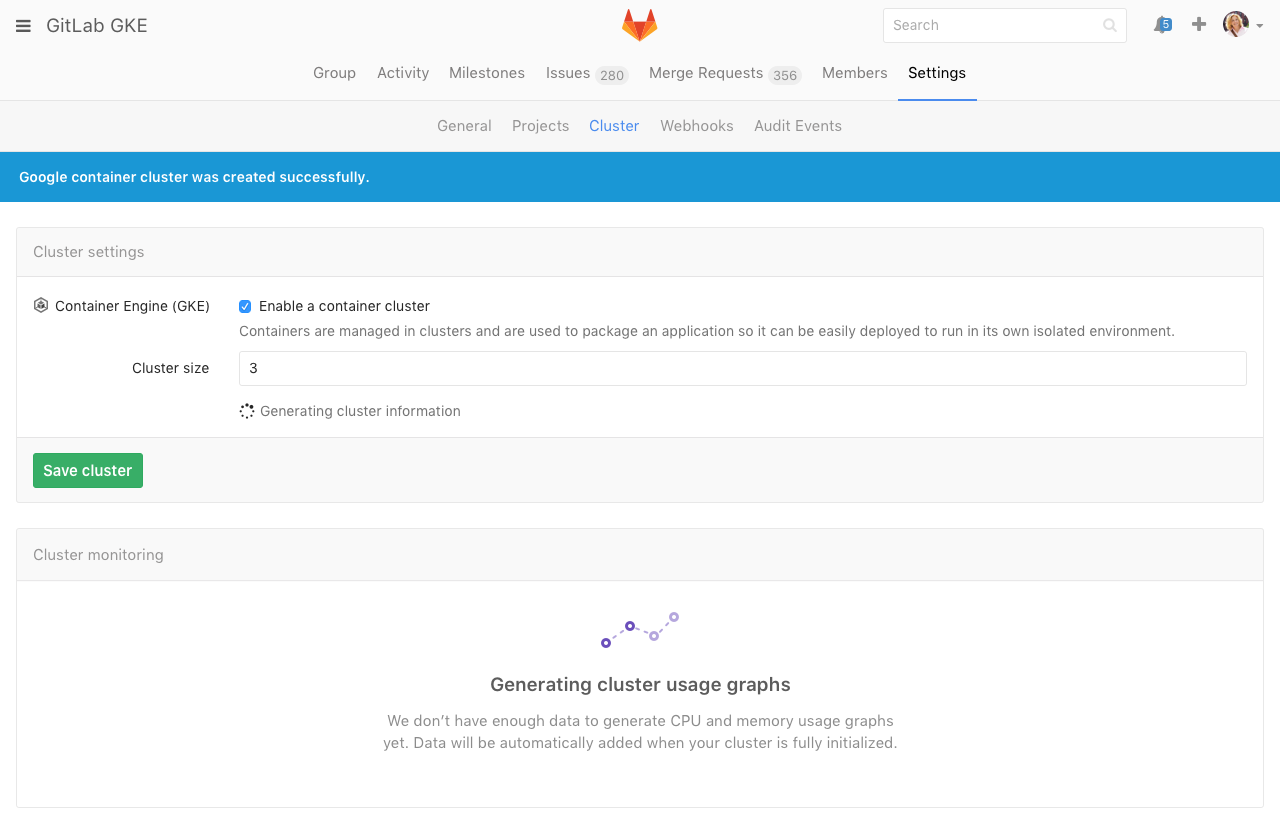 GitLab GKE
Search
5
Group Activity Milestones Issues 280 Merge Requests 356 Members Settings
General Projects Cluster Webhooks Audit Events
Google container cluster was created successfully.
Cluster settings
Container Engine (GKE) Enable a container cluster
Containers are managed in clusters and are used to package an application so it can be easily deployed to run in its own isolated environment.
Cluster size 3
Generating cluster information
Save cluster
Cluster monitoring
Generating cluster usage graphs
We don’t have enough data to generate CPU and memory usage graphs
yet. Data will be automatically added when your cluster is fully initialized.